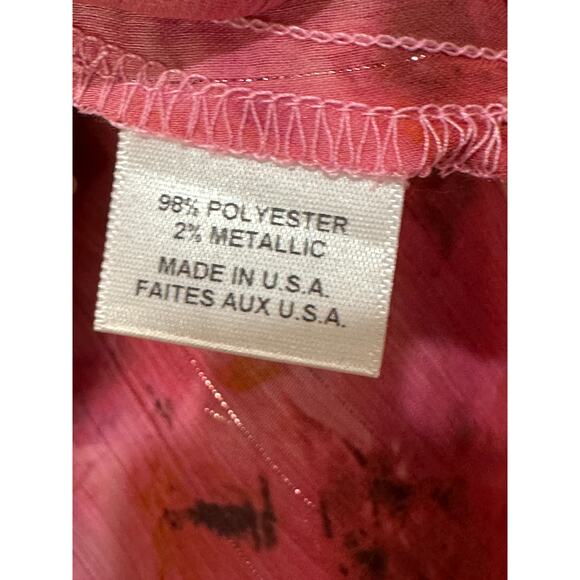 98% POLYESTER
2% METALLIC
MADE IN U.S.A.
FAITES AUX U.S.A.